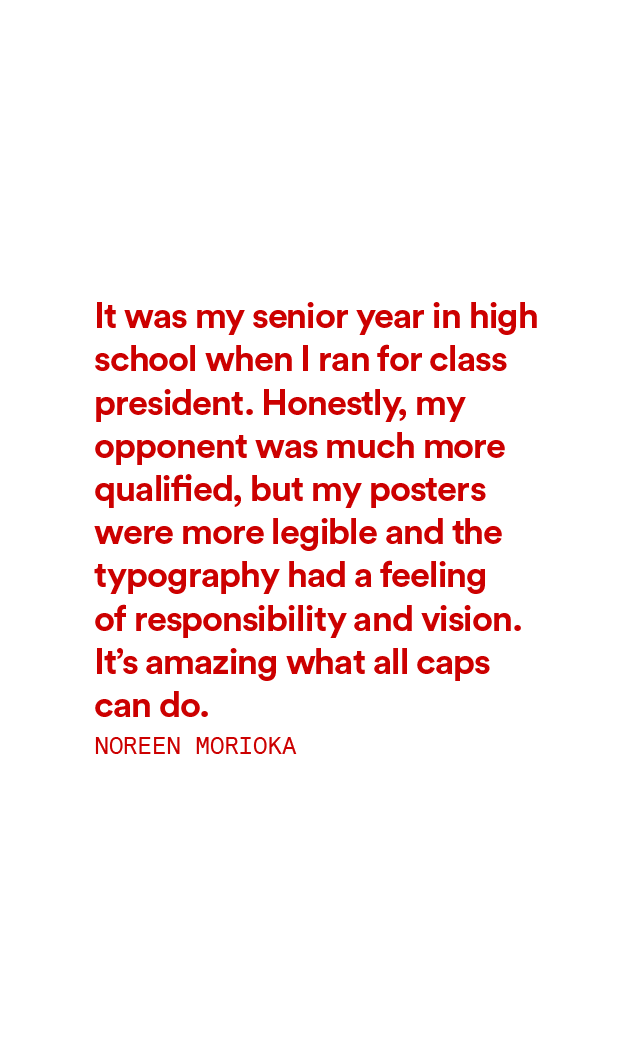 It was my senior year in high
school when I ran for class
president. Honestly, my
opponent was much more
qualified, but my posters
were more legible and the
typography had a feeling
of responsibility and vision.
It’s amazing what all caps
can do.
NOREEN MORIOKA